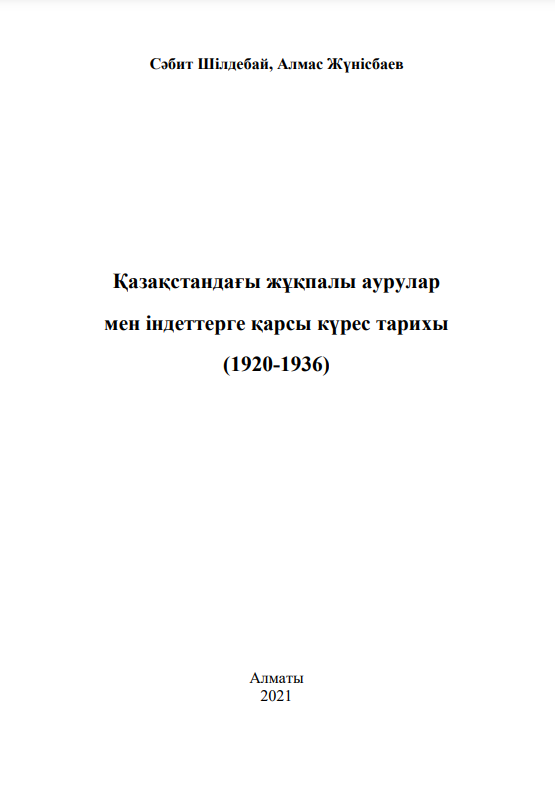 Сәбит Шілдебай, Алмас Жүнісбаев
Қазақстандағы жұқпалы аурулар
мен індеттерге қарсы күрес тарихы
(1920-1936)
Алматы
2021